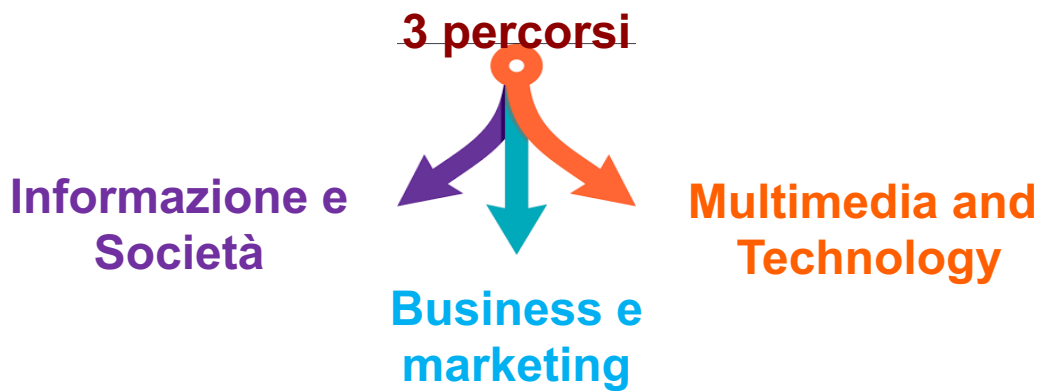 3 percorsi
Informazione e
Società
Business e
marketing
Multimedia and
Technology